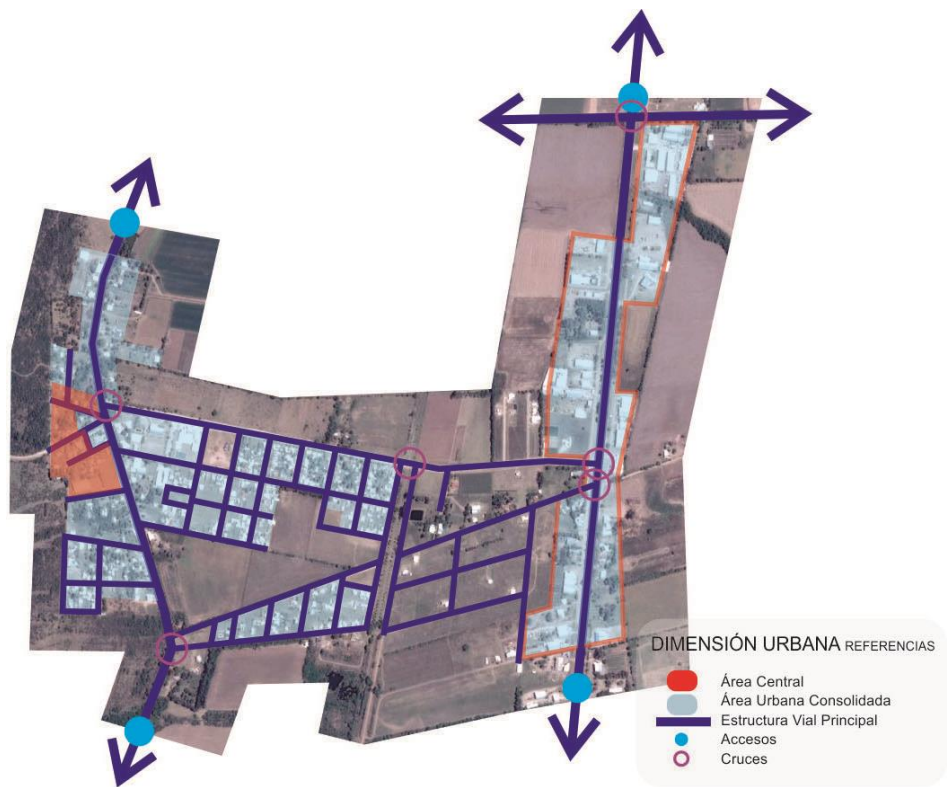 DIMENSIÓN URBANA REFERENCIAS
Área Central
Área Urbana Consolidada
Estructura Vial Principal
Accesos
Cruces